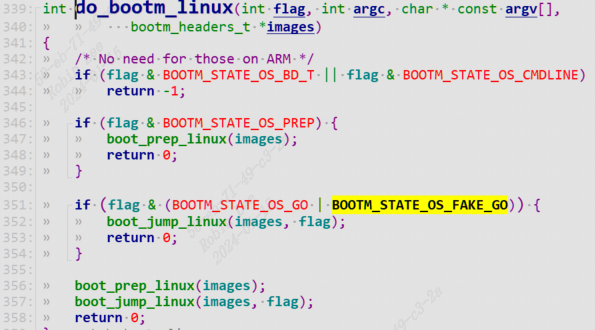 339: int do_bootm_linux(int flag, int argc, char * const argv[],
340: bootm_headers_t *images)
341: {
342: /* No need for those on ARM */
343: if (flag & BOOTM_STATE_OS_BD_T || flag & BOOTM_STATE_OS_CMDLINE)
344: return -1;
345:
346: if (flag & BOOTM_STATE_OS_PREP) {
347: boot_prep_linux(images);
348: return 0;
349: }
350:
351: if (flag & (BOOTM_STATE_OS_GO | BOOTM_STATE_OS_FAKE_GO)) {
352: boot_jump_linux(images, flag);
353: return 0;
354: }
355:
356: boot_prep_linux(images);
357: boot_jump_linux(images, flag);
358: return 0;